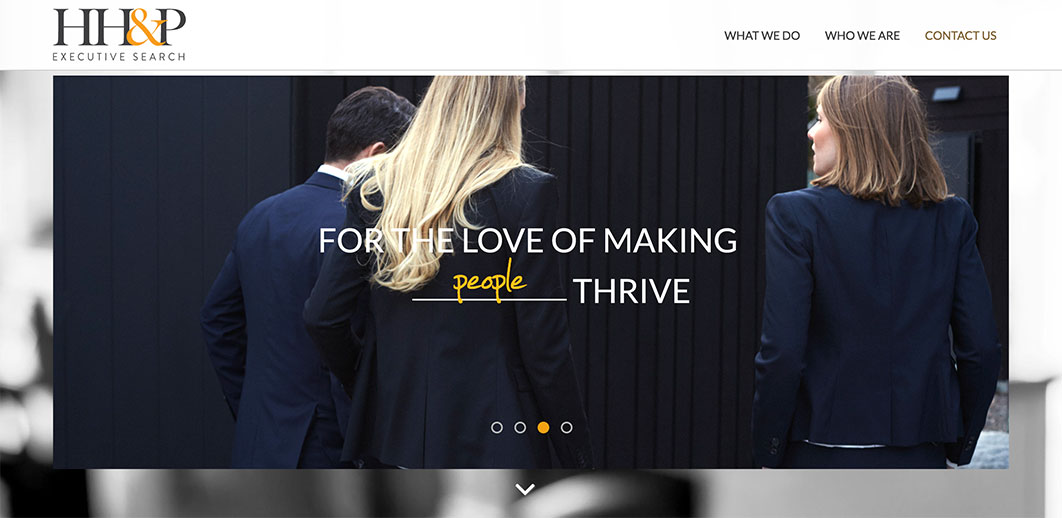 HH&P
EXECUTIVE SEARCH
WHAT WE DO
WHO WE ARE
CONTACT US
FOR THE LOVE OF MAKING
people THRIVE